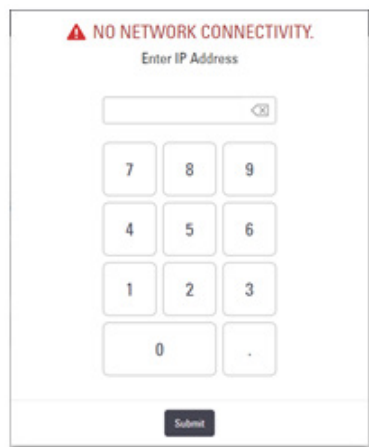 NO NETWORK CONNECTIVITY.
Enter IP Address
7 8 9
4 5 6
1 2 3
0 .
Submit